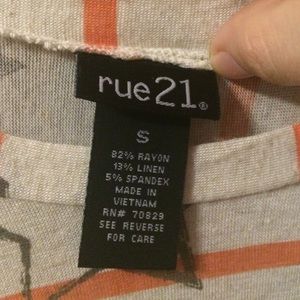 rue21®
S
82% RAYON
13% LINEN
5% SPANDEX
MADE IN
VIETNAM
RN# 70829
SEE REVERSE
FOR CARE